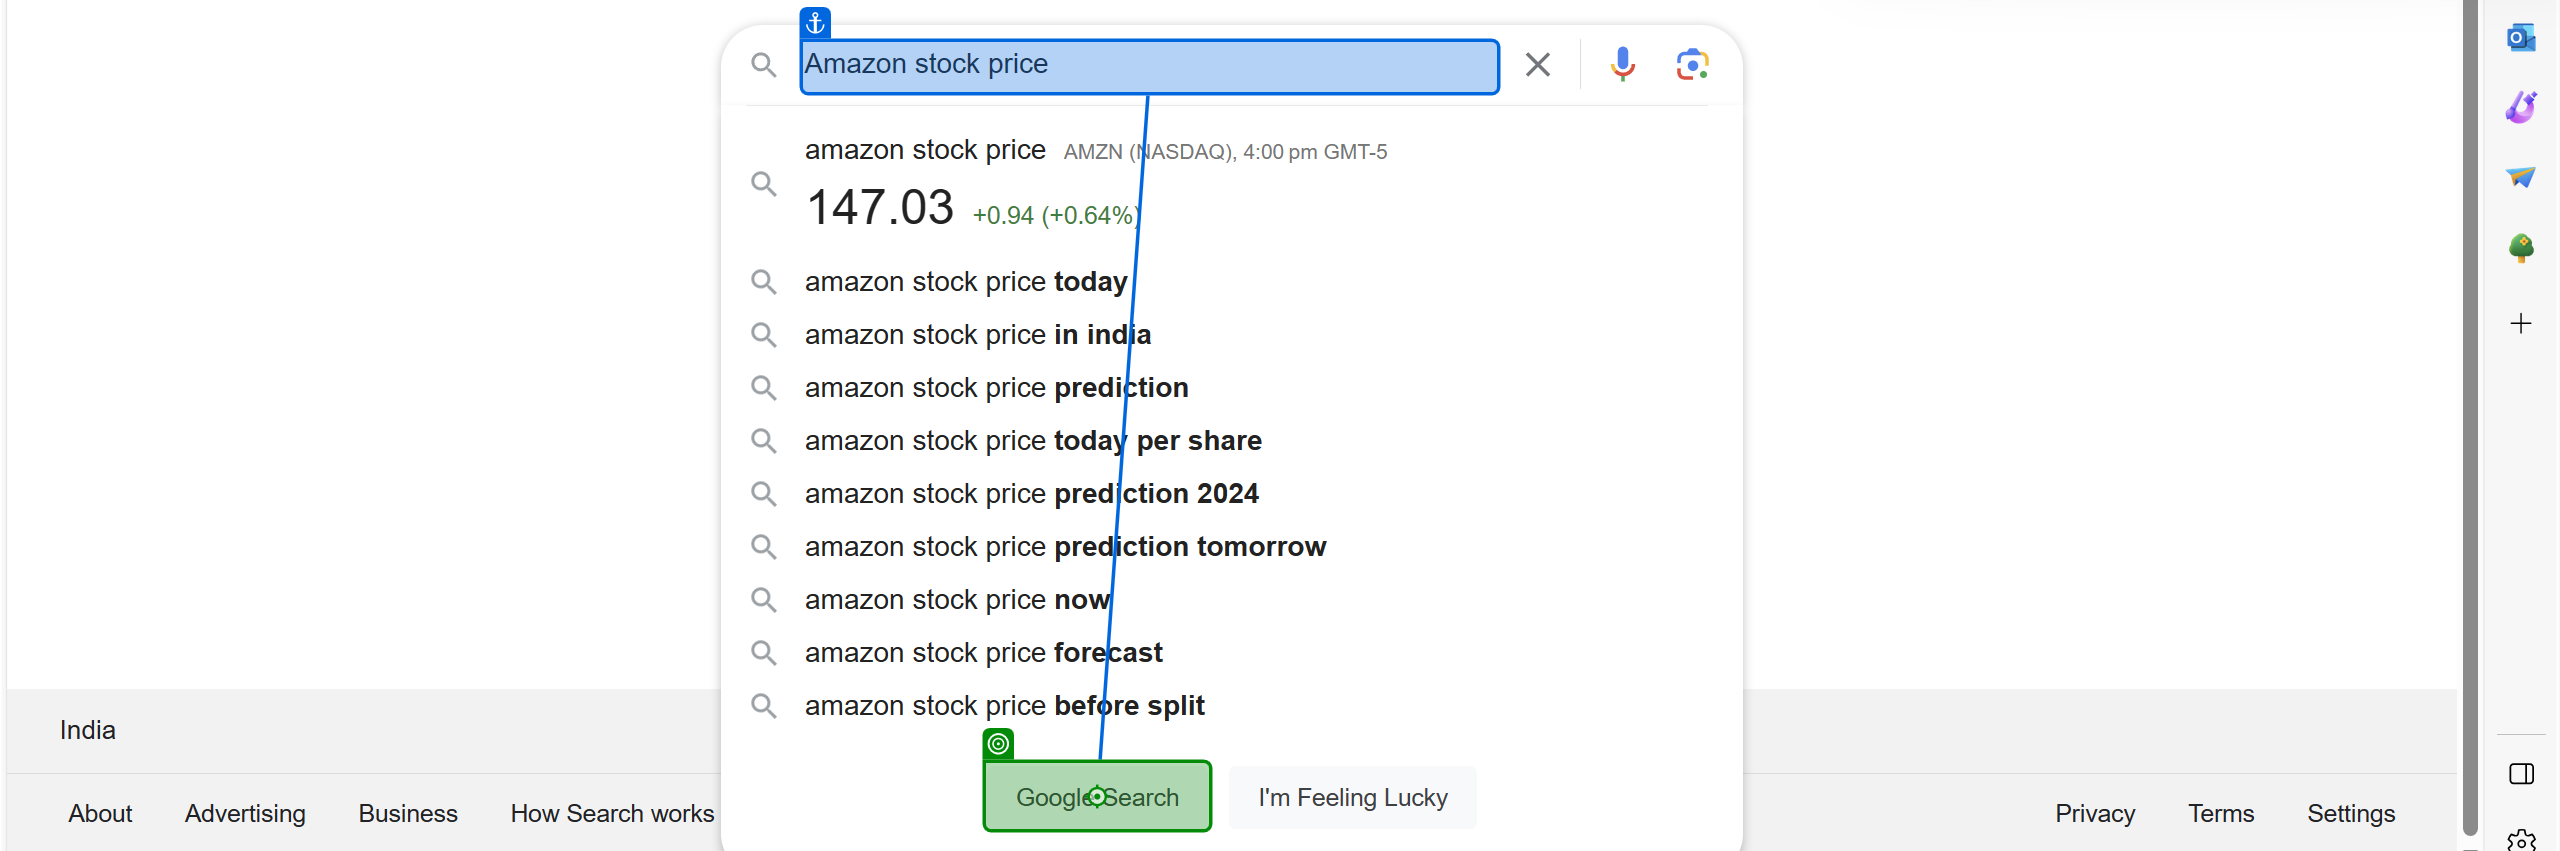 Amazon stock price
amazon stock price AMZN (NASDAQ), 4:00 pm GMT-5
147.03 +0.94 (+0.64%)
amazon stock price today
amazon stock price in india
amazon stock price prediction
amazon stock price today per share
amazon stock price prediction 2024
amazon stock price prediction tomorrow
amazon stock price now
amazon stock price forecast
amazon stock price before split
India
Google Search I'm Feeling Lucky
About Advertising Business How Search works Privacy Terms Settings